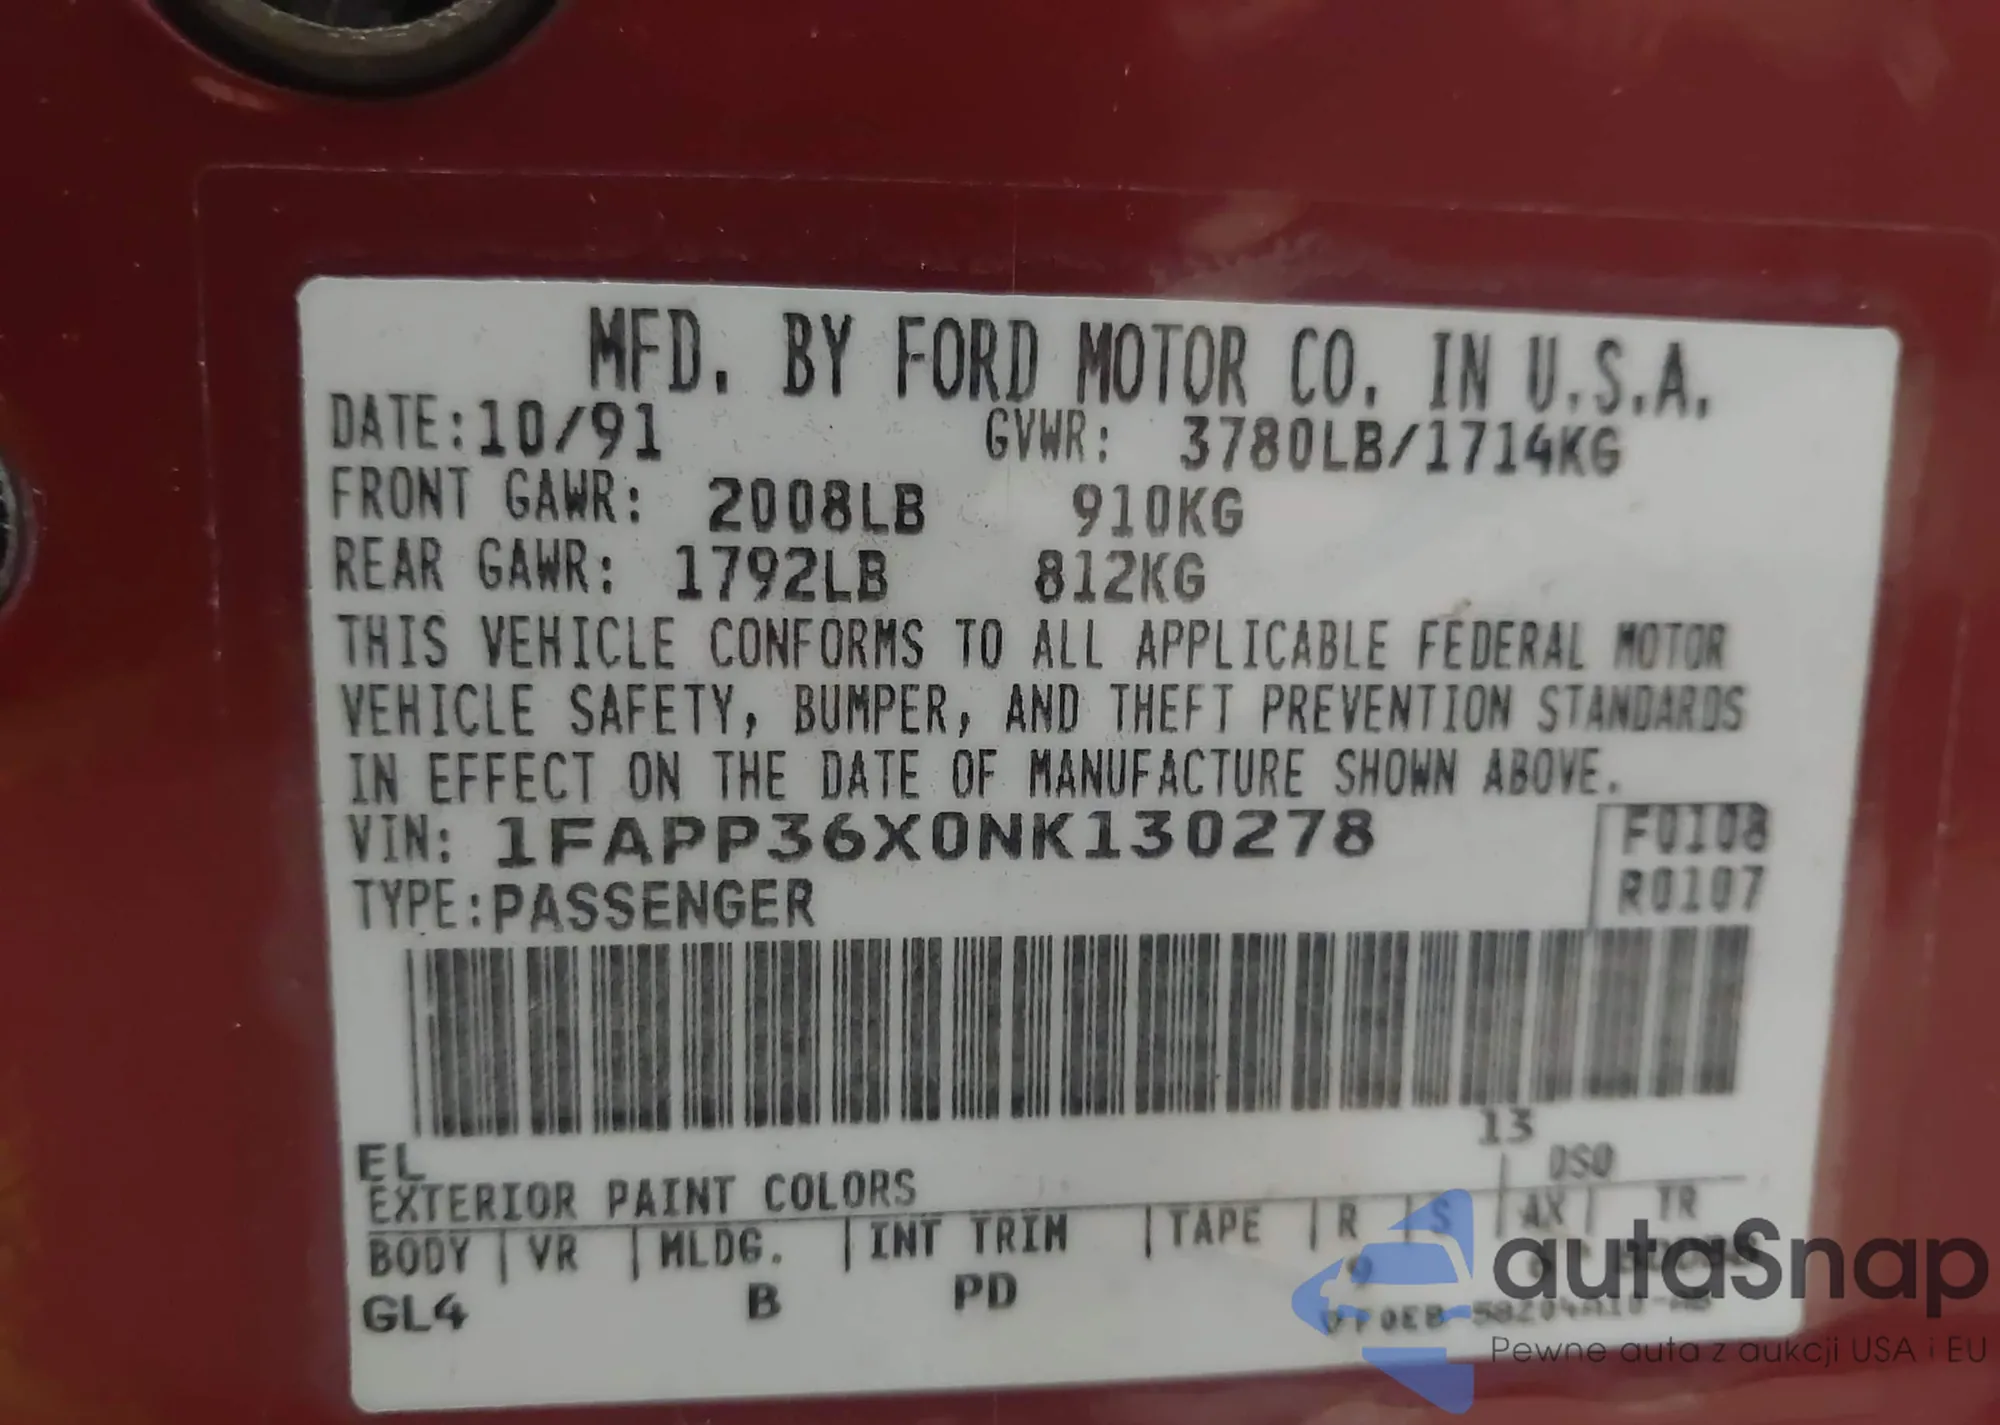 MFD. BY FORD MOTOR CO. IN U.S.A.
DATE: 10/91 GVWR: 3780LB/1714KG
FRONT GAWR: 2008LB 910KG
REAR GAWR: 1792LB 812KG
THIS VEHICLE CONFORMS TO ALL APPLICABLE FEDERAL MOTOR
VEHICLE SAFETY, BUMPER, AND THEFT PREVENTION STANDARDS
IN EFFECT ON THE DATE OF MANUFACTURE SHOWN ABOVE.
VIN: 1FAPP36X0NK130278 F0108
TYPE: PASSENGER R0107
13
EL DSO
EXTERIOR PAINT COLORS
BODY | VR | MLDG. | INT TRIM | TAPE | R | S | AX | TR
GL4 B PD 9
autaSnap
Pewne auta z aukcji USA i EU